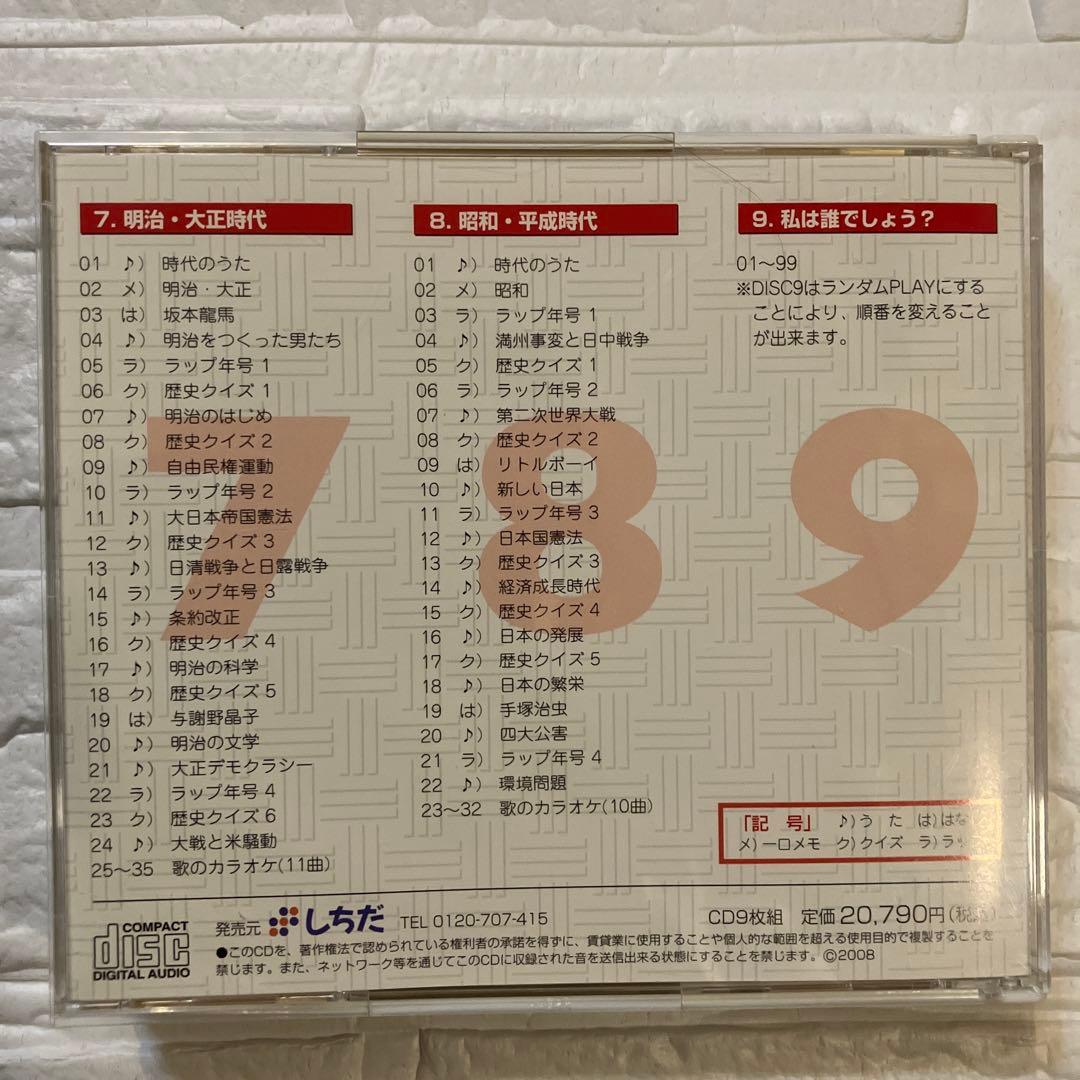 7. 明治・大正時代
01 ♪) 時代のうた
02 メ) 明治・大正
03 は) 坂本龍馬
04 ♪) 明治をつくった男たち
05 ラ) ラップ年号 1
06 ク) 歴史クイズ 1
07 ♪) 明治のはじめ
08 ク) 歴史クイズ 2
09 ♪) 自由民権運動
10 ラ) ラップ年号 2
11 ♪) 大日本帝国憲法
12 ク) 歴史クイズ 3
13 ♪) 日清戦争と日露戦争
14 ラ) ラップ年号 3
15 ♪) 条約改正
16 ク) 歴史クイズ 4
17 ♪) 明治の科学
18 ク) 歴史クイズ 5
19 は) 与謝野晶子
20 ♪) 明治の文学
21 ♪) 大正デモクラシー
22 ラ) ラップ年号 4
23 ク) 歴史クイズ 6
24 ♪) 大戦と米騒動
25〜35 歌のカラオケ(11曲)
8. 昭和・平成時代
01 ♪) 時代のうた
02 メ) 昭和
03 ラ) ラップ年号 1
04 ♪) 満州事変と日中戦争
05 ク) 歴史クイズ 1
06 ラ) ラップ年号 2
07 ♪) 第二次世界大戦
08 ク) 歴史クイズ 2
09 は) リトルボーイ
10 ♪) 新しい日本
11 ラ) ラップ年号 3
12 ♪) 日本国憲法
13 ク) 歴史クイズ 3
14 ♪) 経済成長時代
15 ク) 歴史クイズ 4
16 ♪) 日本の発展
17 ク) 歴史クイズ 5
18 ♪) 日本の繁栄
19 は) 手塚治虫
20 ♪) 四大公害
21 ラ) ラップ年号 4
22 ♪) 環境問題
23〜32 歌のカラオケ(10曲)
9. 私は誰でしょう？
01〜99
※DISC9はランダムPLAYにする
ことにより、順番を変えること
が出来ます。
7 8 9
「記 号」 ♪)うた は)はな
メ)一口メモ ク)クイズ ラ)ラッ
COMPACT
disc
DIGITAL AUDIO
発売元 しちだ TEL 0120-707-415
CD9枚組 定価20,790円(税込)
●このCDを、著作権法で認められている権利者の承諾を得ずに、賃貸業に使用することや個人的な範囲を超える使用目的で複製することを
禁じます。また、ネットワーク等を通じてこのCDに収録された音を送信出来る状態にすることを禁じます。©2008